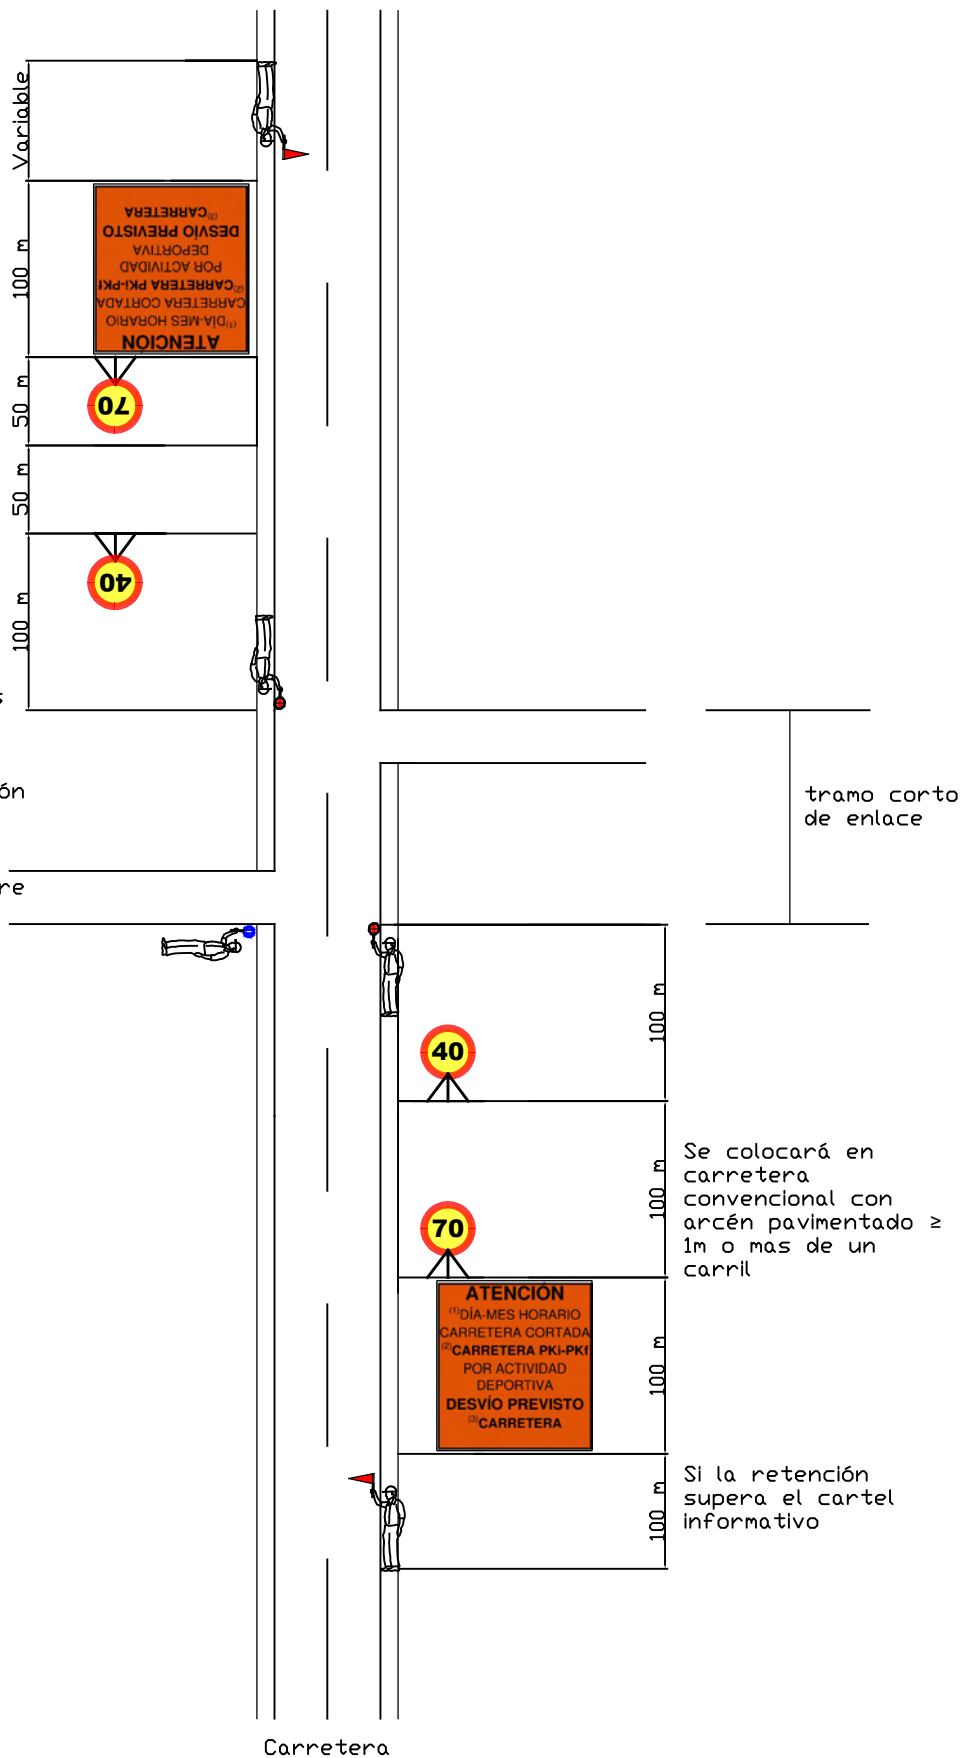 Variable
100 m
50 m
50 m
100 m
ATENCIÓN
(1)DÍA-MES HORARIO
CARRETERA CORTADA
(2)CARRETERA PKi-PKf
POR ACTIVIDAD
DEPORTIVA
DESVÍO PREVISTO
(3)CARRETERA
70
40
s
ón
re
tramo corto
de enlace
100 m
40
100 m
Se colocará en
carretera
convencional con
arcén pavimentado ≥
1m o mas de un
carril
70
ATENCIÓN
(1)DÍA-MES HORARIO
CARRETERA CORTADA
(2)CARRETERA PKi-PKf
POR ACTIVIDAD
DEPORTIVA
DESVÍO PREVISTO
(3)CARRETERA
100 m
100 m
Si la retención
supera el cartel
informativo
Carretera